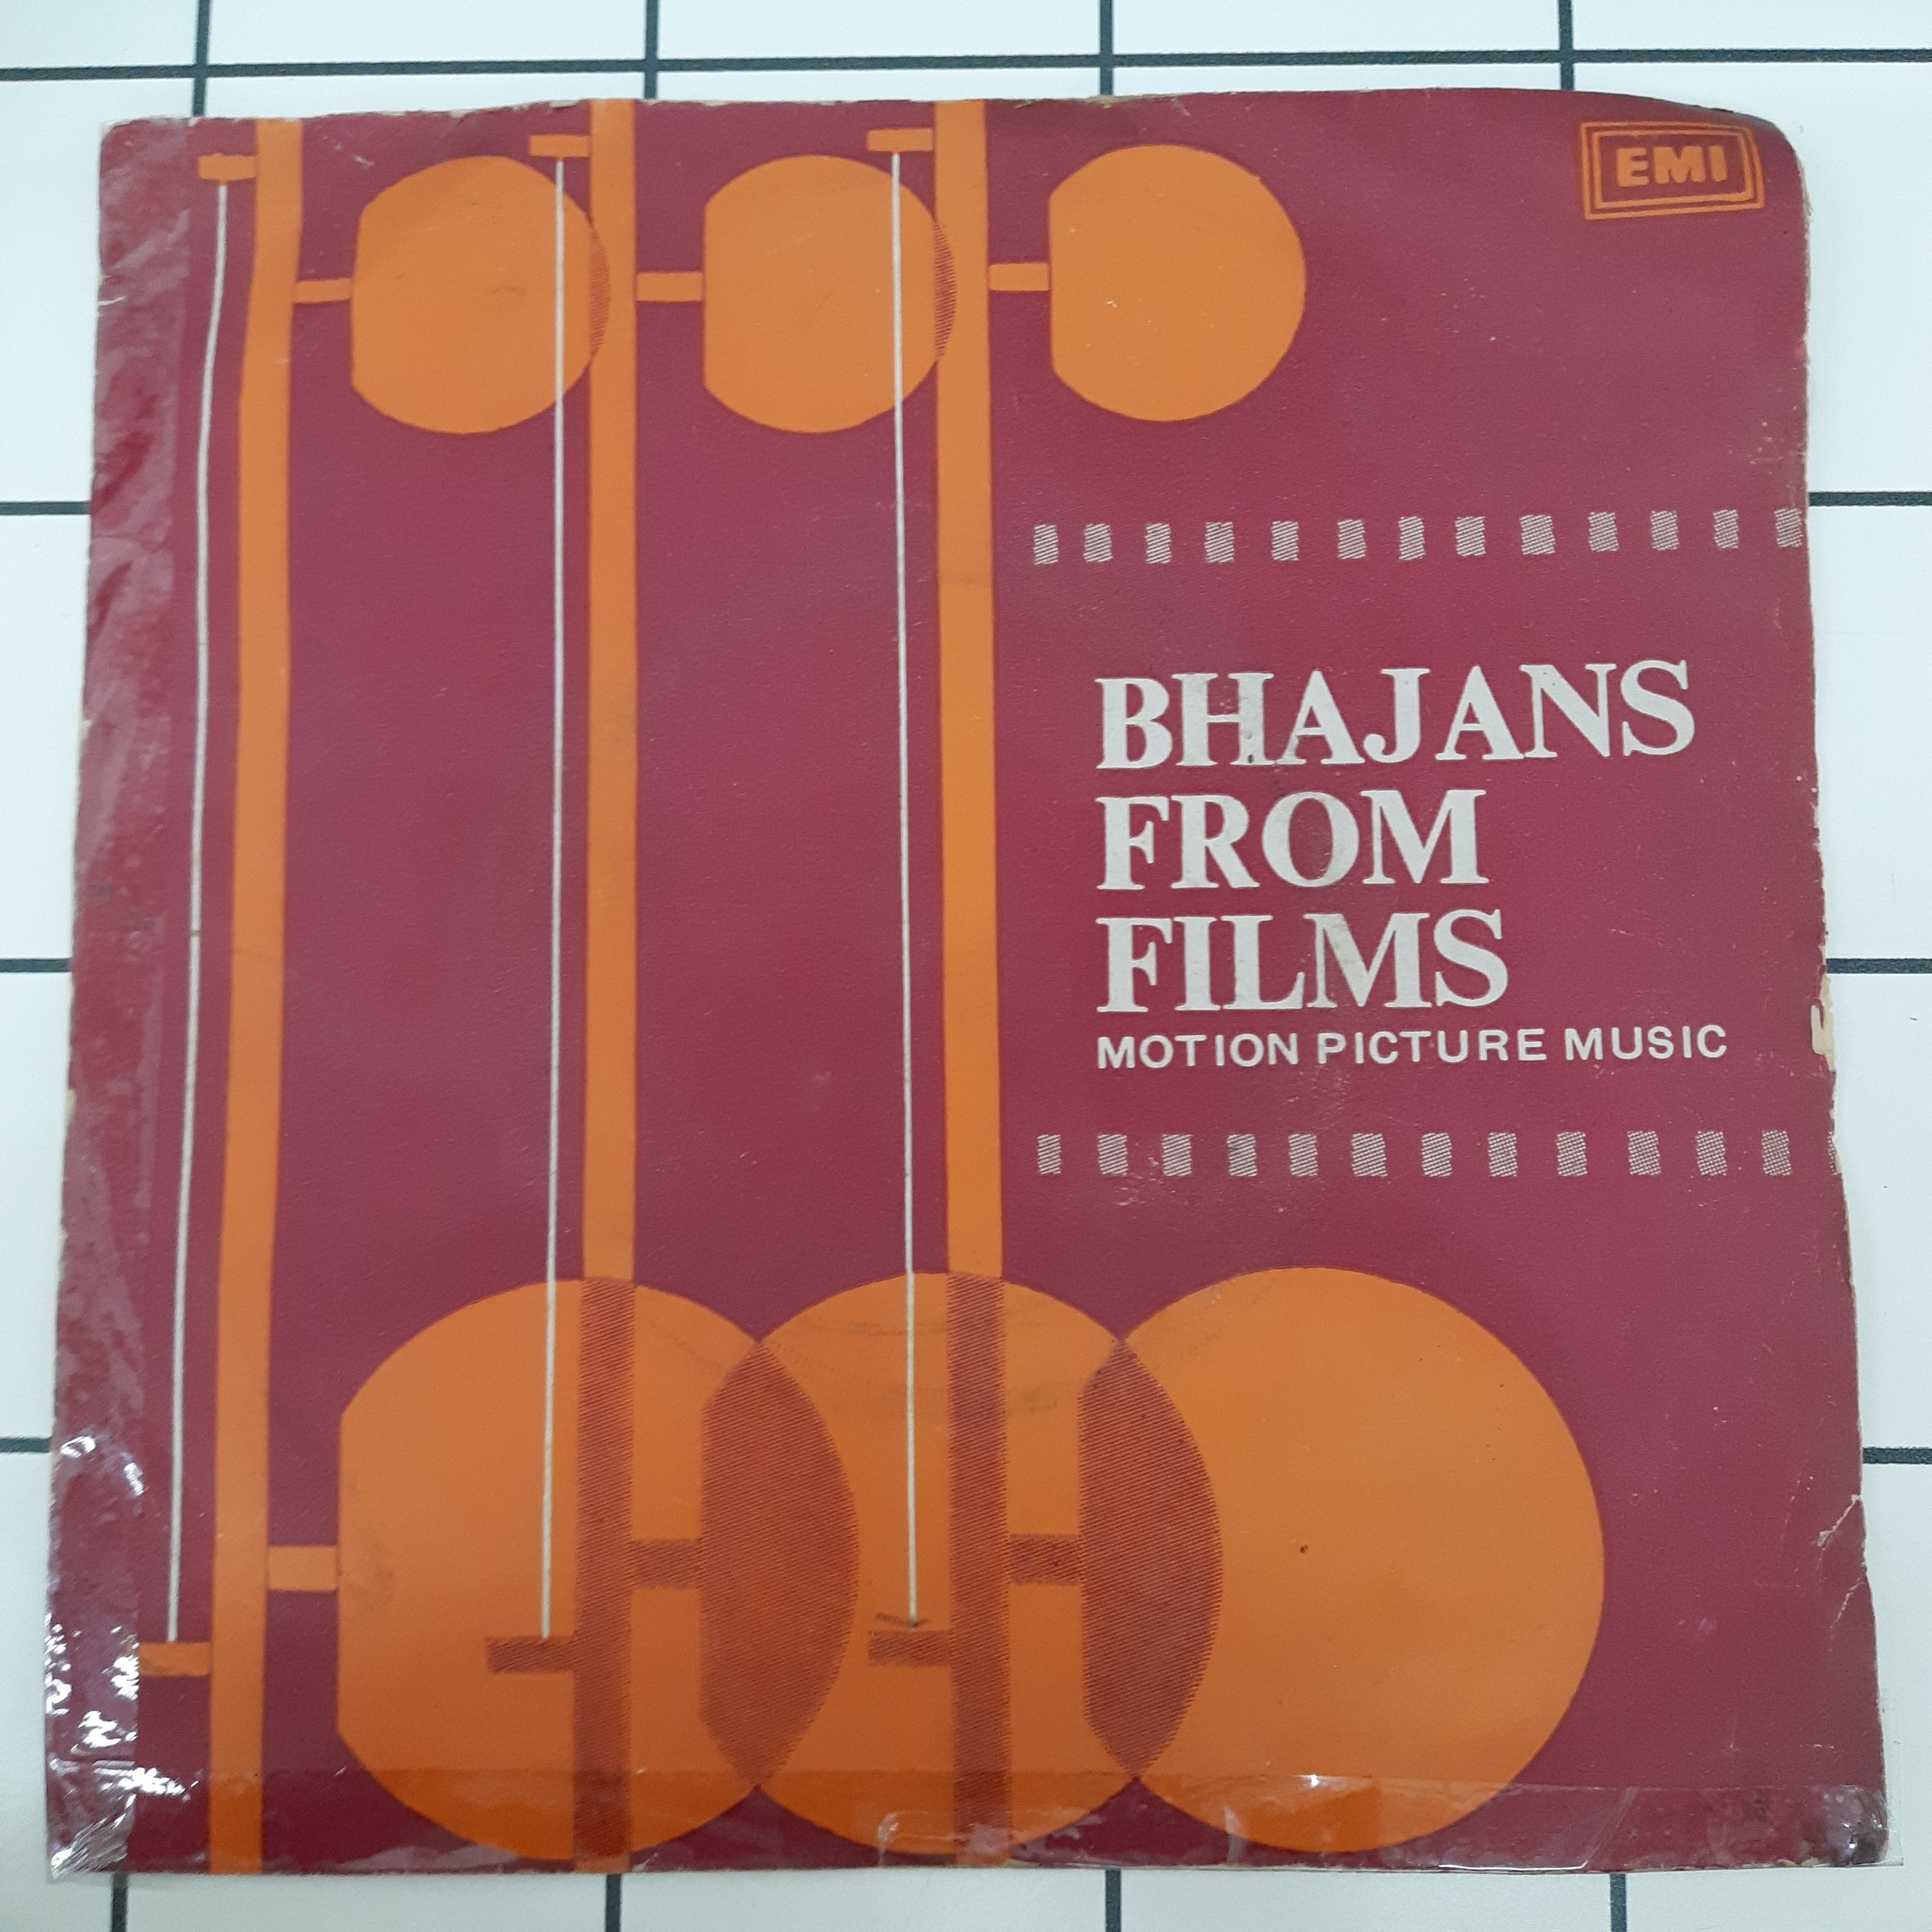 EMI
BHAJANS
FROM
FILMS
MOTION PICTURE MUSIC